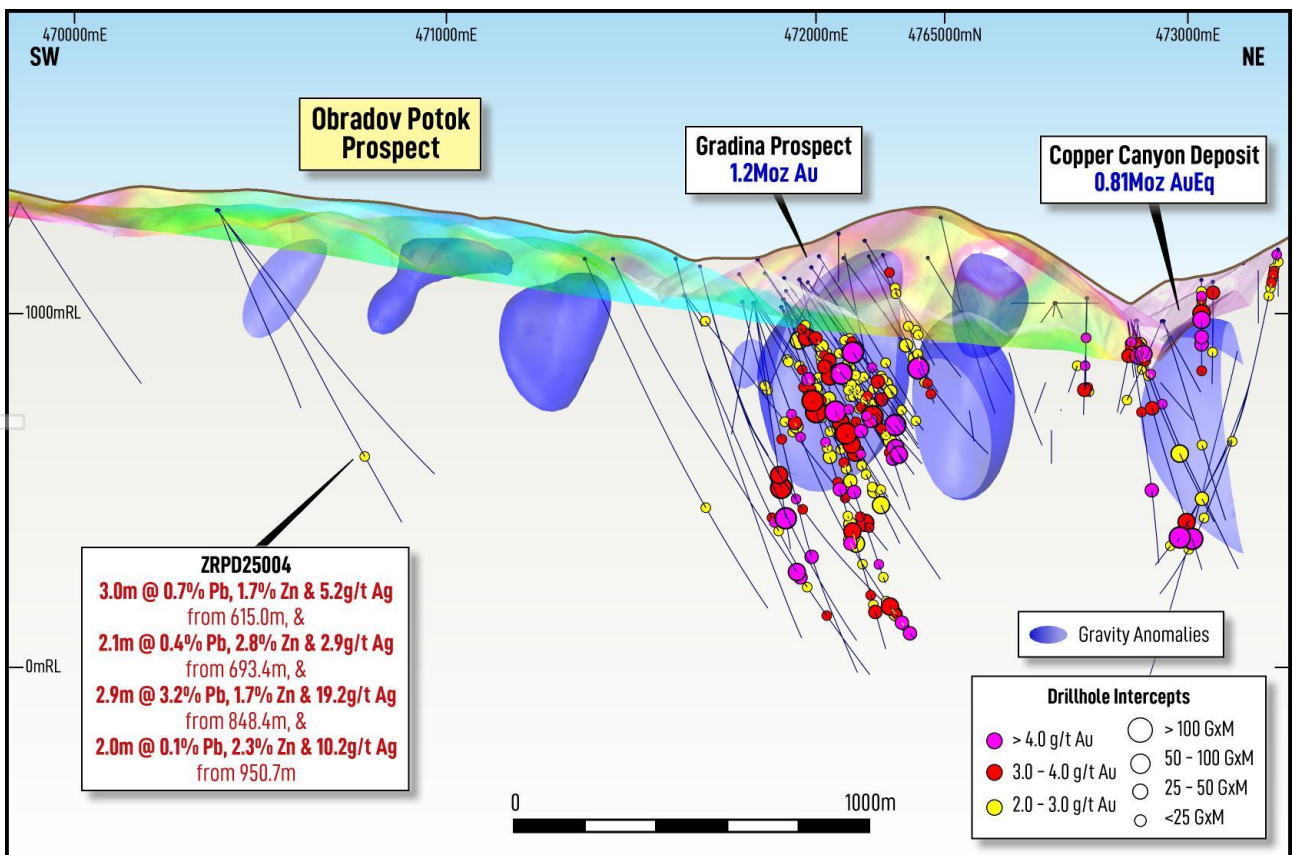 470000mE
471000mE
472000mE
4765000mN
473000mE
SW
NE
Obradov Potok
Prospect
Gradina Prospect
1.2Moz Au
Copper Canyon Deposit
0.81Moz AuEq
1000mRL
0mRL
ZRPD25004
3.0m @ 0.7% Pb, 1.7% Zn & 5.2g/t Ag
from 615.0m, &
2.1m @ 0.4% Pb, 2.8% Zn & 2.9g/t Ag
from 693.4m, &
2.9m @ 3.2% Pb, 1.7% Zn & 19.2g/t Ag
from 848.4m, &
2.0m @ 0.1% Pb, 2.3% Zn & 10.2g/t Ag
from 950.7m
0
1000m
Gravity Anomalies
Drillhole Intercepts
> 4.0 g/t Au
3.0 - 4.0 g/t Au
2.0 - 3.0 g/t Au
> 100 GxM
50 - 100 GxM
25 - 50 GxM
<25 GxM